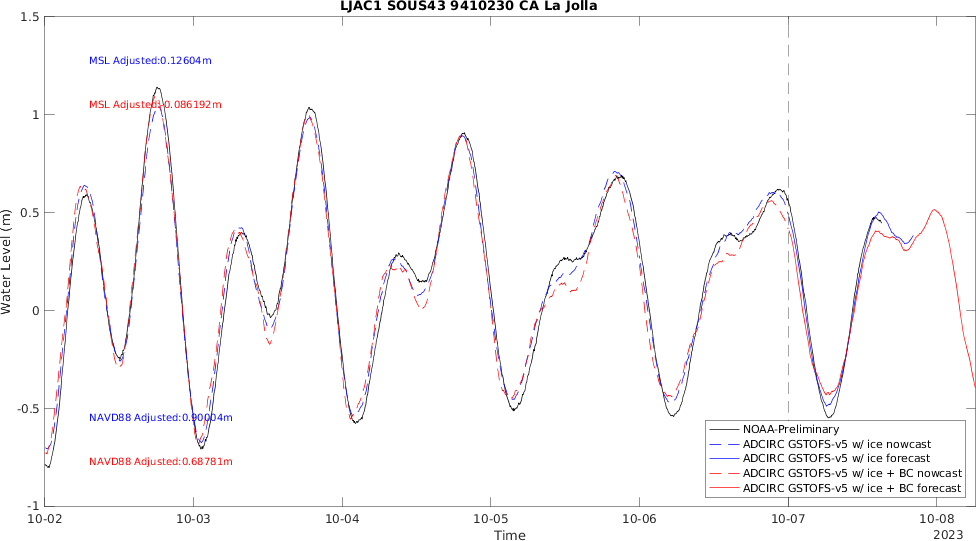 LJAC1 SOUS43 9410230 CA La Jolla
1.5
MSL Adjusted:0.12604m
MSL Adjusted:-0.086192m
1
0.5
Water Level (m)
0
-0.5
NAVD88 Adjusted:0.90004m
NAVD88 Adjusted:0.68781m
NOAA-Preliminary
ADCIRC GSTOFS-v5 w/ ice nowcast
ADCIRC GSTOFS-v5 w/ ice forecast
ADCIRC GSTOFS-v5 w/ ice + BC nowcast
ADCIRC GSTOFS-v5 w/ ice + BC forecast
-1
10-02 10-03 10-04 10-05 10-06 10-07 10-08
Time
2023